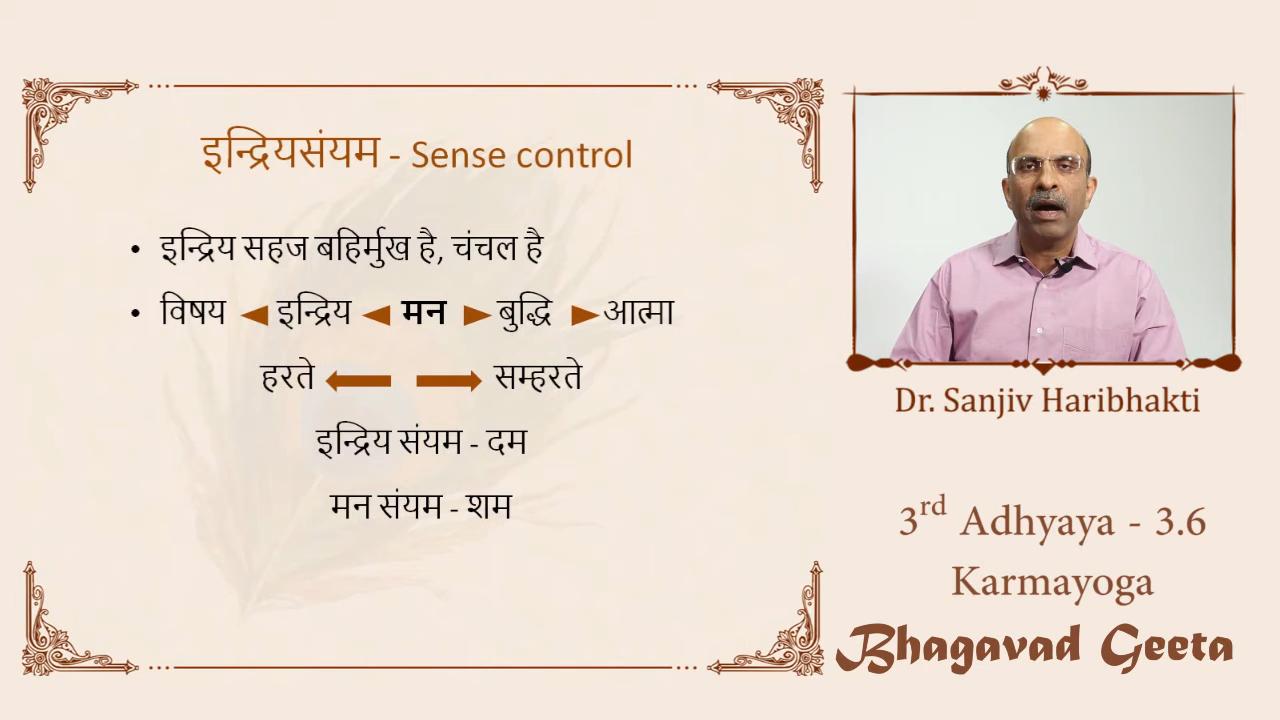 इन्द्रियसंयम - Sense control
• इन्द्रिय सहज बहिर्मुख है, चंचल है
• विषय ◄ इन्द्रिय ◄ मन ► बुद्धि ► आत्मा
हरते सम्हरते
इन्द्रिय संयम - दम
मन संयम - शम
Dr. Sanjiv Haribhakti
3rd Adhyaya - 3.6
Karmayoga
Bhagavad Geeta